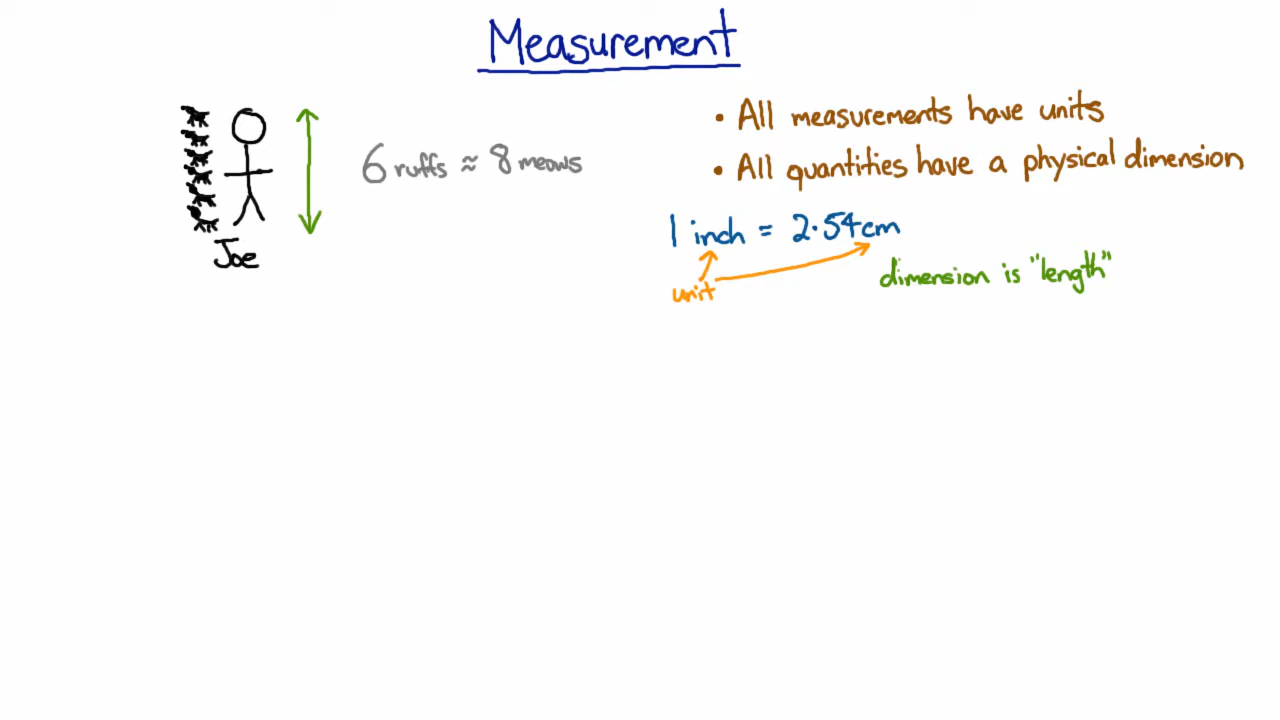 Measurement
6 ruffs ≈ 8 meows
Joe
• All measurements have units
• All quantities have a physical dimension
1 inch = 2.54cm
unit
dimension is "length"